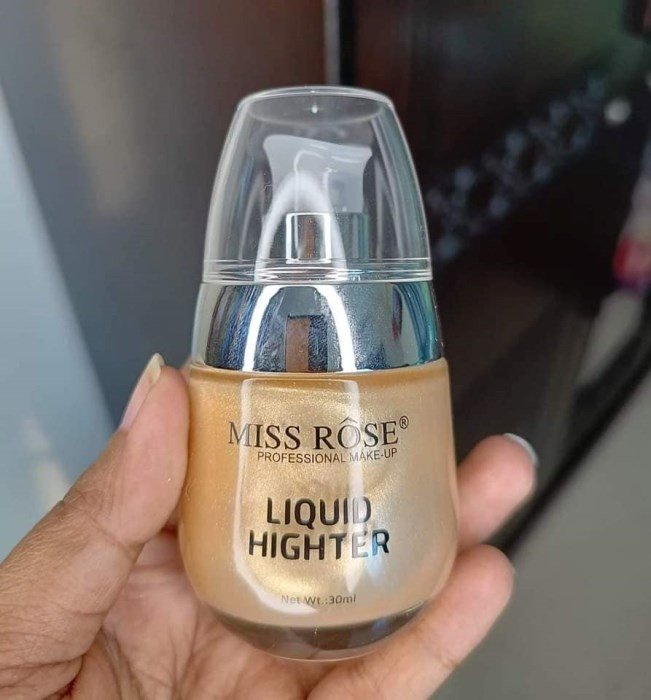 MISS RÔSE®
PROFESSIONAL MAKE-UP
LIQUID
HIGHTER
Net Wt.:30ml